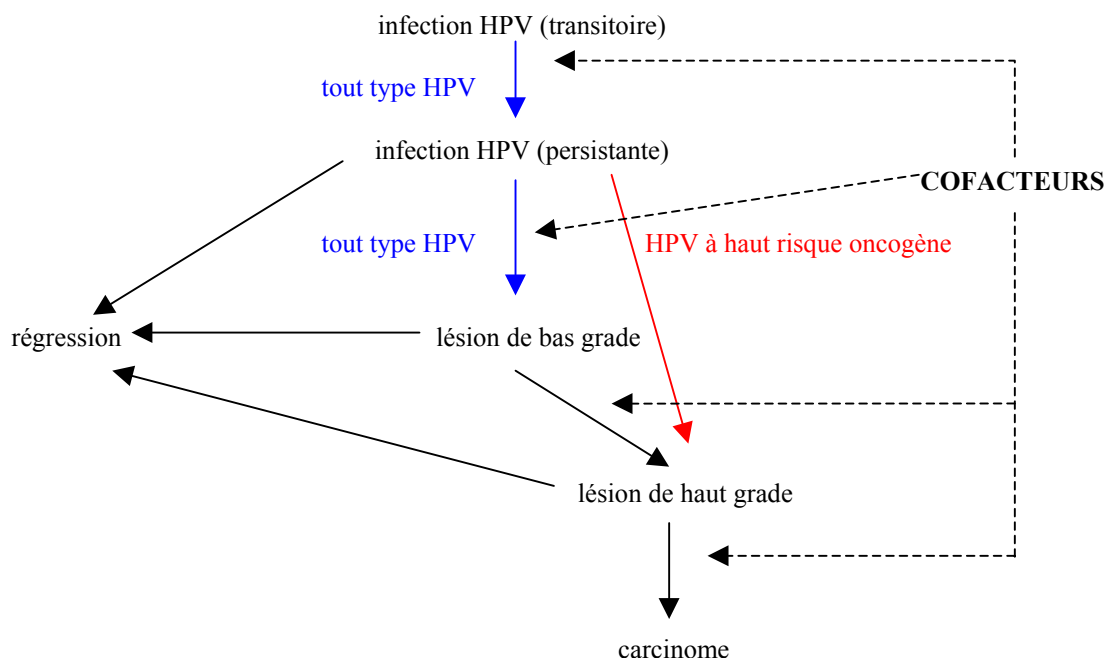 infection HPV (transitoire)
tout type HPV
infection HPV (persistante)
COFACTEURS
tout type HPV
HPV à haut risque oncogène
régression
lésion de bas grade
lésion de haut grade
carcinome